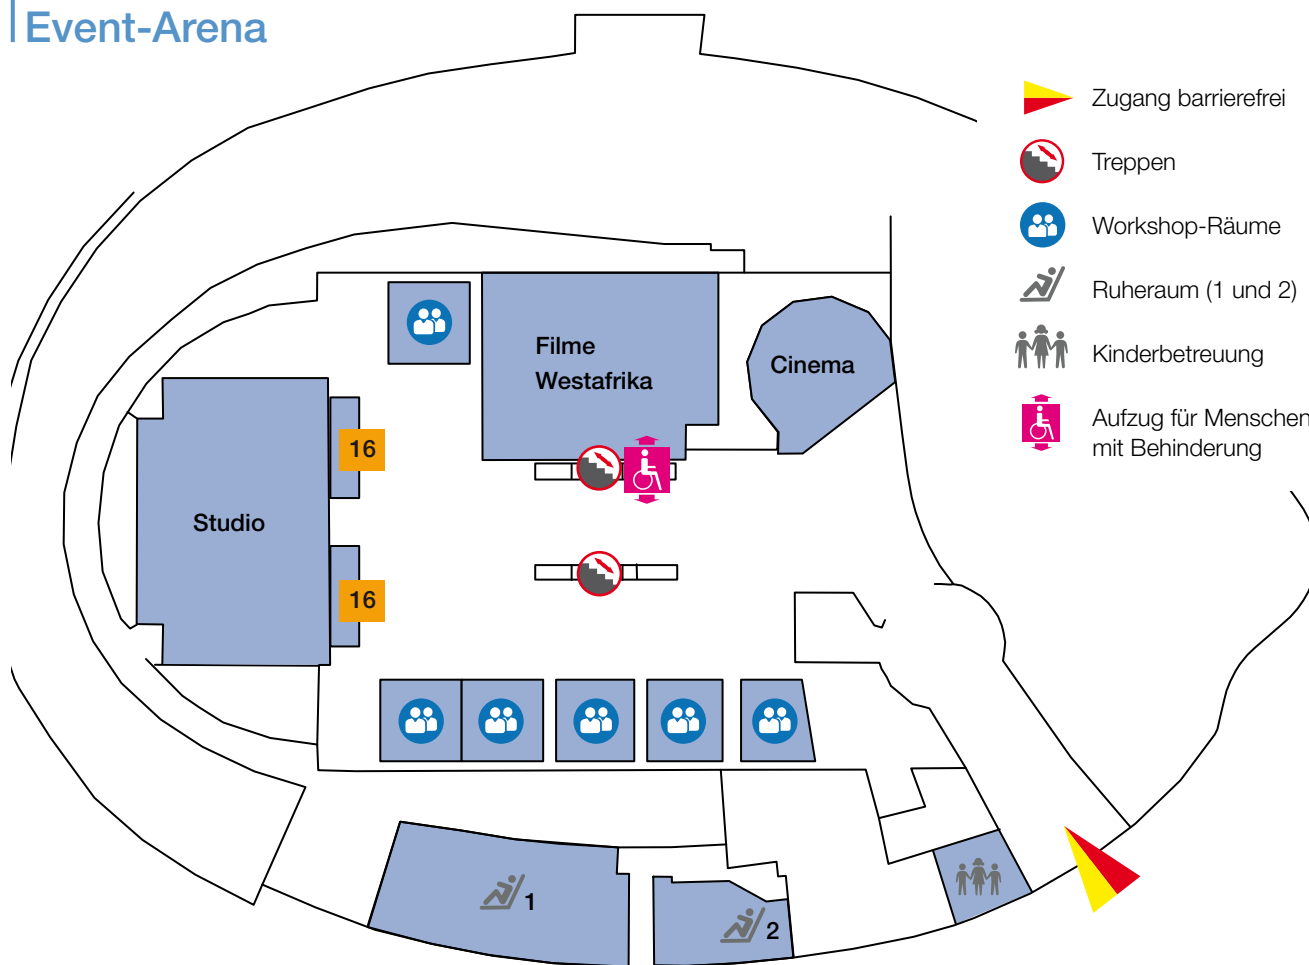 Event-Arena
Zugang barrierefrei
Treppen
Workshop-Räume
Ruheraum (1 und 2)
Kinderbetreuung
Aufzug für Menschen
mit Behinderung
Filme
Westafrika
Cinema
16
Studio
16
1
2